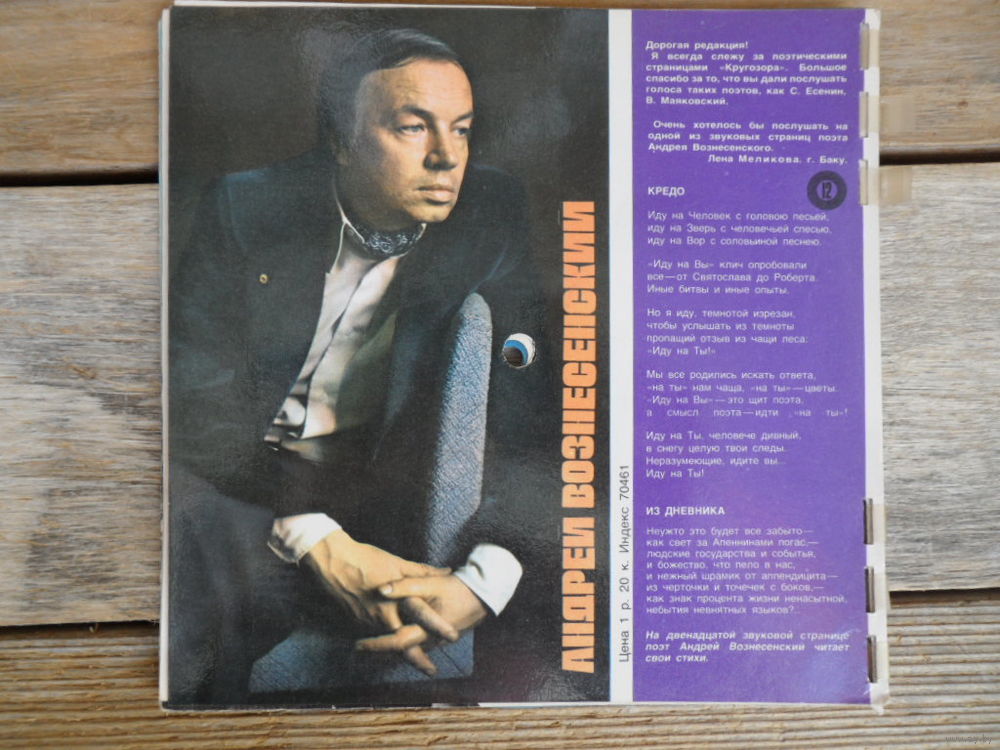 АНДРЕЙ ВОЗНЕСЕНСКИЙ
Цена 1 р. 20 к. Индекс 70461
Дорогая редакция!
Я всегда слежу за поэтическими
страницами «Кругозора». Большое
спасибо за то, что вы дали послушать
голоса таких поэтов, как С. Есенин,
В. Маяковский.
Очень хотелось бы послушать на
одной из звуковых страниц поэта
Андрея Вознесенского.
Лена Меликова, г. Баку.
12
КРЕДО
Иду на Человек с головою песьей,
иду на Зверь с человечьей спесью,
иду на Вор с соловьиной песнею.
«Иду на Вы» клич опробовали
все — от Святослава до Роберта.
Иные битвы и иные опыты.
Но я иду, темнотой изрезан,
чтобы услышать из темноты
пропащий отзыв из чащи леса:
«Иду на Ты!»
Мы все родились искать ответа,
«на ты» нам чаща, «на ты» — цветы.
«Иду на Вы» — это щит поэта,
а смысл поэта — идти «на ты»!
Иду на Ты, человече дивный,
в снегу целую твои следы.
Неразумеющие, идите вы...
Иду на Ты!
ИЗ ДНЕВНИКА
Неужто это будет все забыто —
как свет за Апеннинами погас, —
людские государства и события,
и божество, что пело в нас,
и нежный шрамик от аппендицита —
из черточки и точечек с боков, —
как знак процента жизни ненасытной,
небытия невнятных языков?..
На двенадцатой звуковой странице
поэт Андрей Вознесенский читает
свои стихи.
www.ay.by